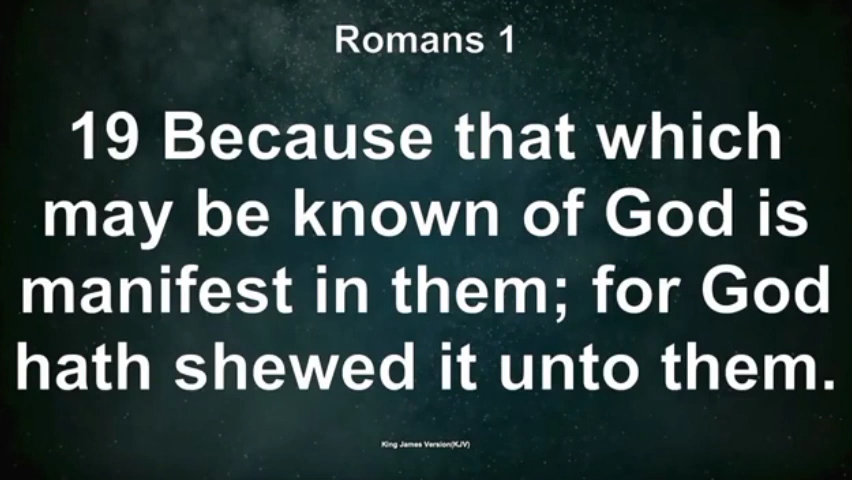 Romans 1
19 Because that which
may be known of God is
manifest in them; for God
hath shewed it unto them.
King James Version(KJV)